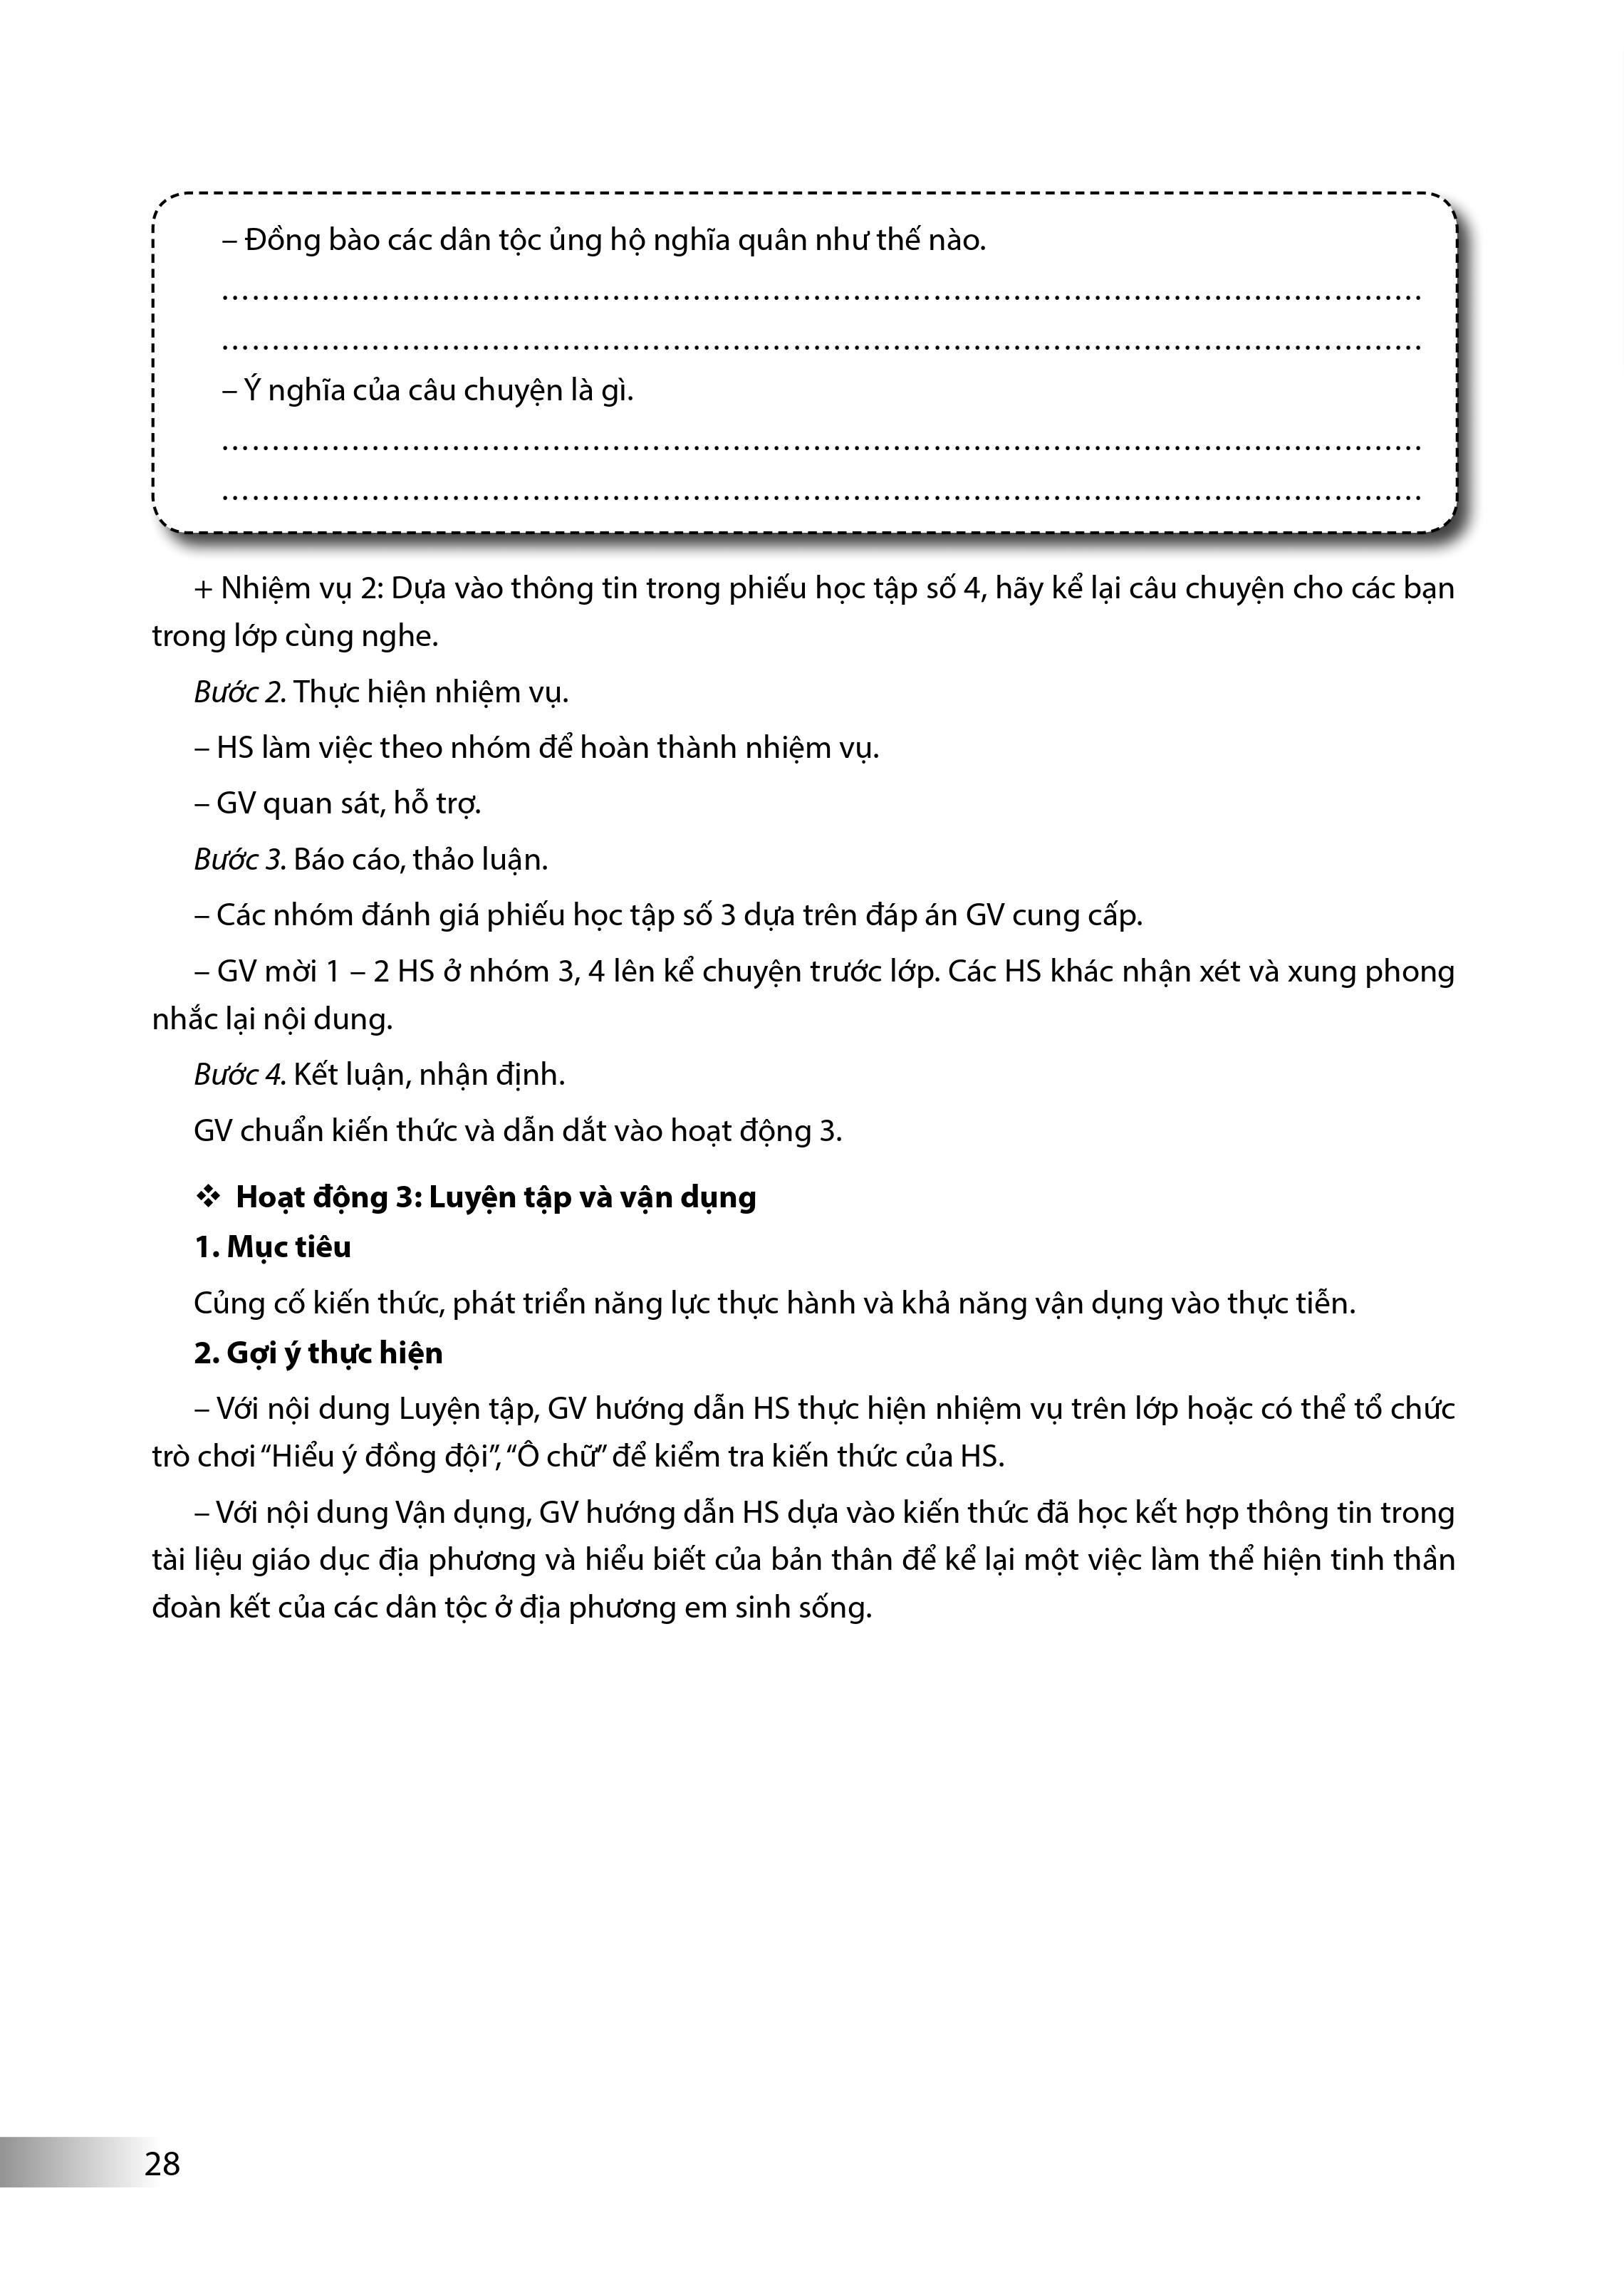 – Đồng bào các dân tộc ủng hộ nghĩa quân như thế nào.
........................................................................................................................
........................................................................................................................
– Ý nghĩa của câu chuyện là gì.
........................................................................................................................
........................................................................................................................
+ Nhiệm vụ 2: Dựa vào thông tin trong phiếu học tập số 4, hãy kể lại câu chuyện cho các bạn
trong lớp cùng nghe.
Bước 2. Thực hiện nhiệm vụ.
– HS làm việc theo nhóm để hoàn thành nhiệm vụ.
– GV quan sát, hỗ trợ.
Bước 3. Báo cáo, thảo luận.
– Các nhóm đánh giá phiếu học tập số 3 dựa trên đáp án GV cung cấp.
– GV mời 1 – 2 HS ở nhóm 3, 4 lên kể chuyện trước lớp. Các HS khác nhận xét và xung phong
nhắc lại nội dung.
Bước 4. Kết luận, nhận định.
GV chuẩn kiến thức và dẫn dắt vào hoạt động 3.
❖ Hoạt động 3: Luyện tập và vận dụng
1. Mục tiêu
Củng cố kiến thức, phát triển năng lực thực hành và khả năng vận dụng vào thực tiễn.
2. Gợi ý thực hiện
– Với nội dung Luyện tập, GV hướng dẫn HS thực hiện nhiệm vụ trên lớp hoặc có thể tổ chức
trò chơi “Hiểu ý đồng đội”, “Ô chữ” để kiểm tra kiến thức của HS.
– Với nội dung Vận dụng, GV hướng dẫn HS dựa vào kiến thức đã học kết hợp thông tin trong
tài liệu giáo dục địa phương và hiểu biết của bản thân để kể lại một việc làm thể hiện tinh thần
đoàn kết của các dân tộc ở địa phương em sinh sống.
28